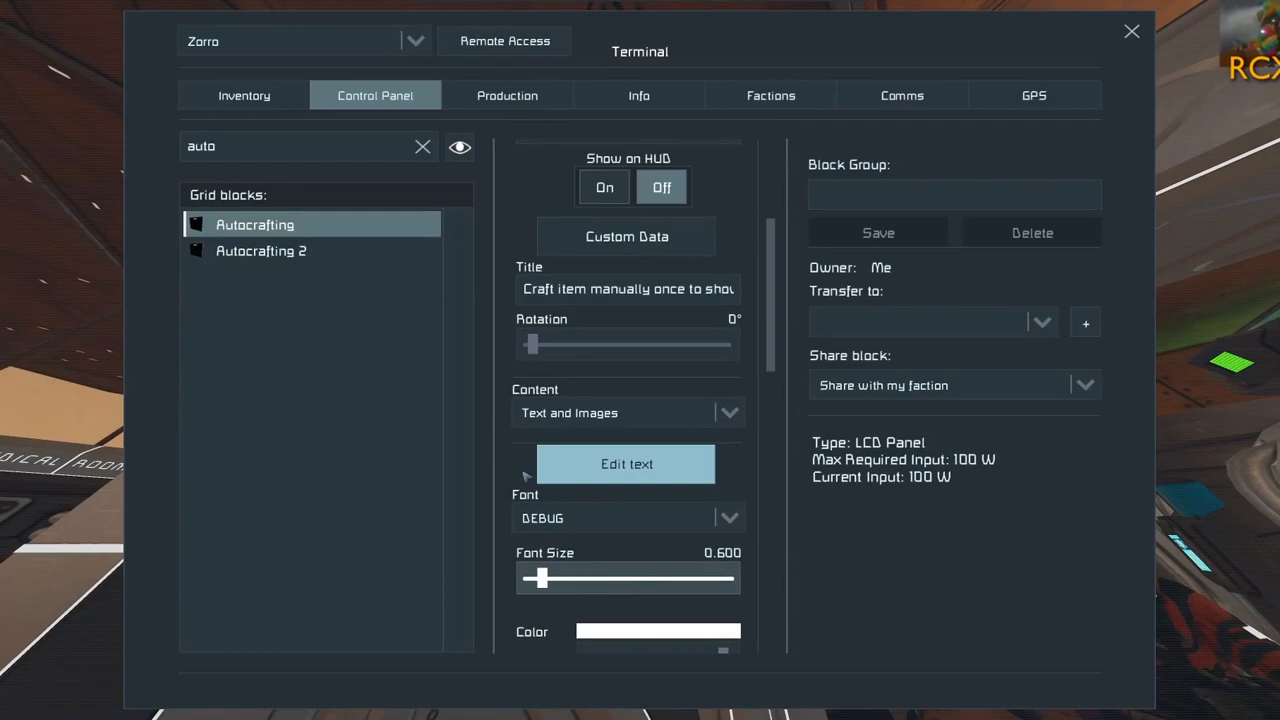 Zorro
Remote Access
Terminal
RCX
Inventory
Control Panel
Production
Info
Factions
Comms
GPS
auto
Grid blocks:
Autocrafting
Autocrafting 2
Show on HUD
On
Off
Custom Data
Title
Craft item manually once to show
Rotation
0°
Content
Text and Images
Edit text
Font
DEBUG
Font Size
0.600
Color
Block Group:
Save
Delete
Owner: Me
Transfer to:
+
Share block:
Share with my faction
Type: LCD Panel
Max Required Input: 100 W
Current Input: 100 W
DICAL ROOM